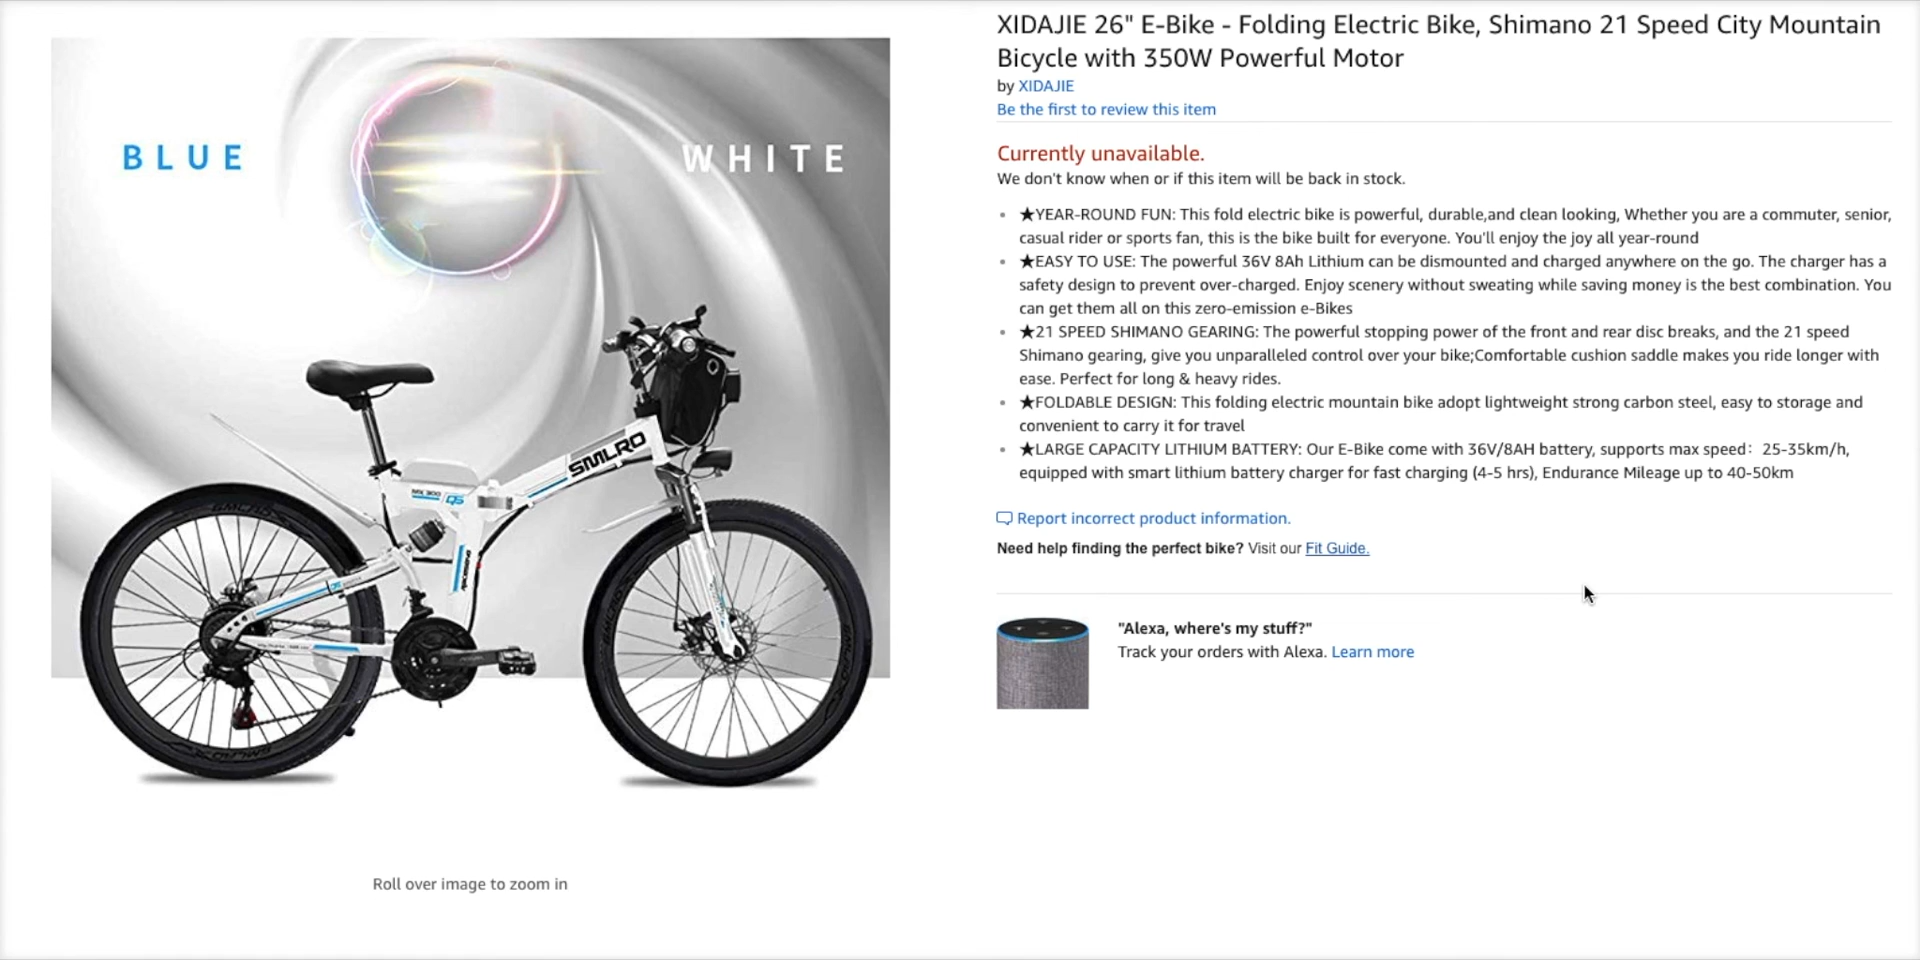 XIDAJIE 26" E-Bike - Folding Electric Bike, Shimano 21 Speed City Mountain
Bicycle with 350W Powerful Motor
by XIDAJIE
Be the first to review this item
Currently unavailable.
We don't know when or if this item will be back in stock.
★YEAR-ROUND FUN: This fold electric bike is powerful, durable,and clean looking, Whether you are a commuter, senior,
casual rider or sports fan, this is the bike built for everyone. You'll enjoy the joy all year-round
★EASY TO USE: The powerful 36V 8Ah Lithium can be dismounted and charged anywhere on the go. The charger has a
safety design to prevent over-charged. Enjoy scenery without sweating while saving money is the best combination. You
can get them all on this zero-emission e-Bikes
★21 SPEED SHIMANO GEARING: The powerful stopping power of the front and rear disc breaks, and the 21 speed
Shimano gearing, give you unparalleled control over your bike;Comfortable cushion saddle makes you ride longer with
ease. Perfect for long & heavy rides.
★FOLDABLE DESIGN: This folding electric mountain bike adopt lightweight strong carbon steel, easy to storage and
convenient to carry it for travel
★LARGE CAPACITY LITHIUM BATTERY: Our E-Bike come with 36V/8AH battery, supports max speed：25-35km/h,
equipped with smart lithium battery charger for fast charging (4-5 hrs), Endurance Mileage up to 40-50km
Report incorrect product information.
Need help finding the perfect bike? Visit our Fit Guide.
"Alexa, where's my stuff?"
Track your orders with Alexa. Learn more
BLUE
WHITE
SMLRO
MX 300
Roll over image to zoom in